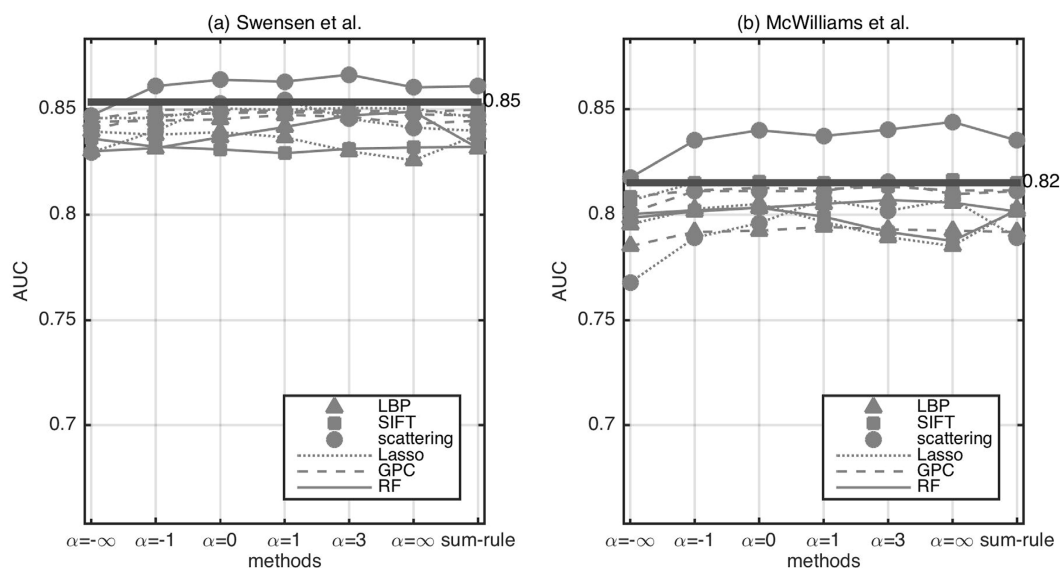 (a) Swensen et al.
0.85
0.8
0.75
0.7
AUC
0.85
LBP
SIFT
scattering
Lasso
GPC
RF
α=-∞ α=-1 α=0 α=1 α=3 α=∞ sum-rule
methods
(b) McWilliams et al.
0.85
0.8
0.75
0.7
AUC
0.82
LBP
SIFT
scattering
Lasso
GPC
RF
α=-∞ α=-1 α=0 α=1 α=3 α=∞ sum-rule
methods